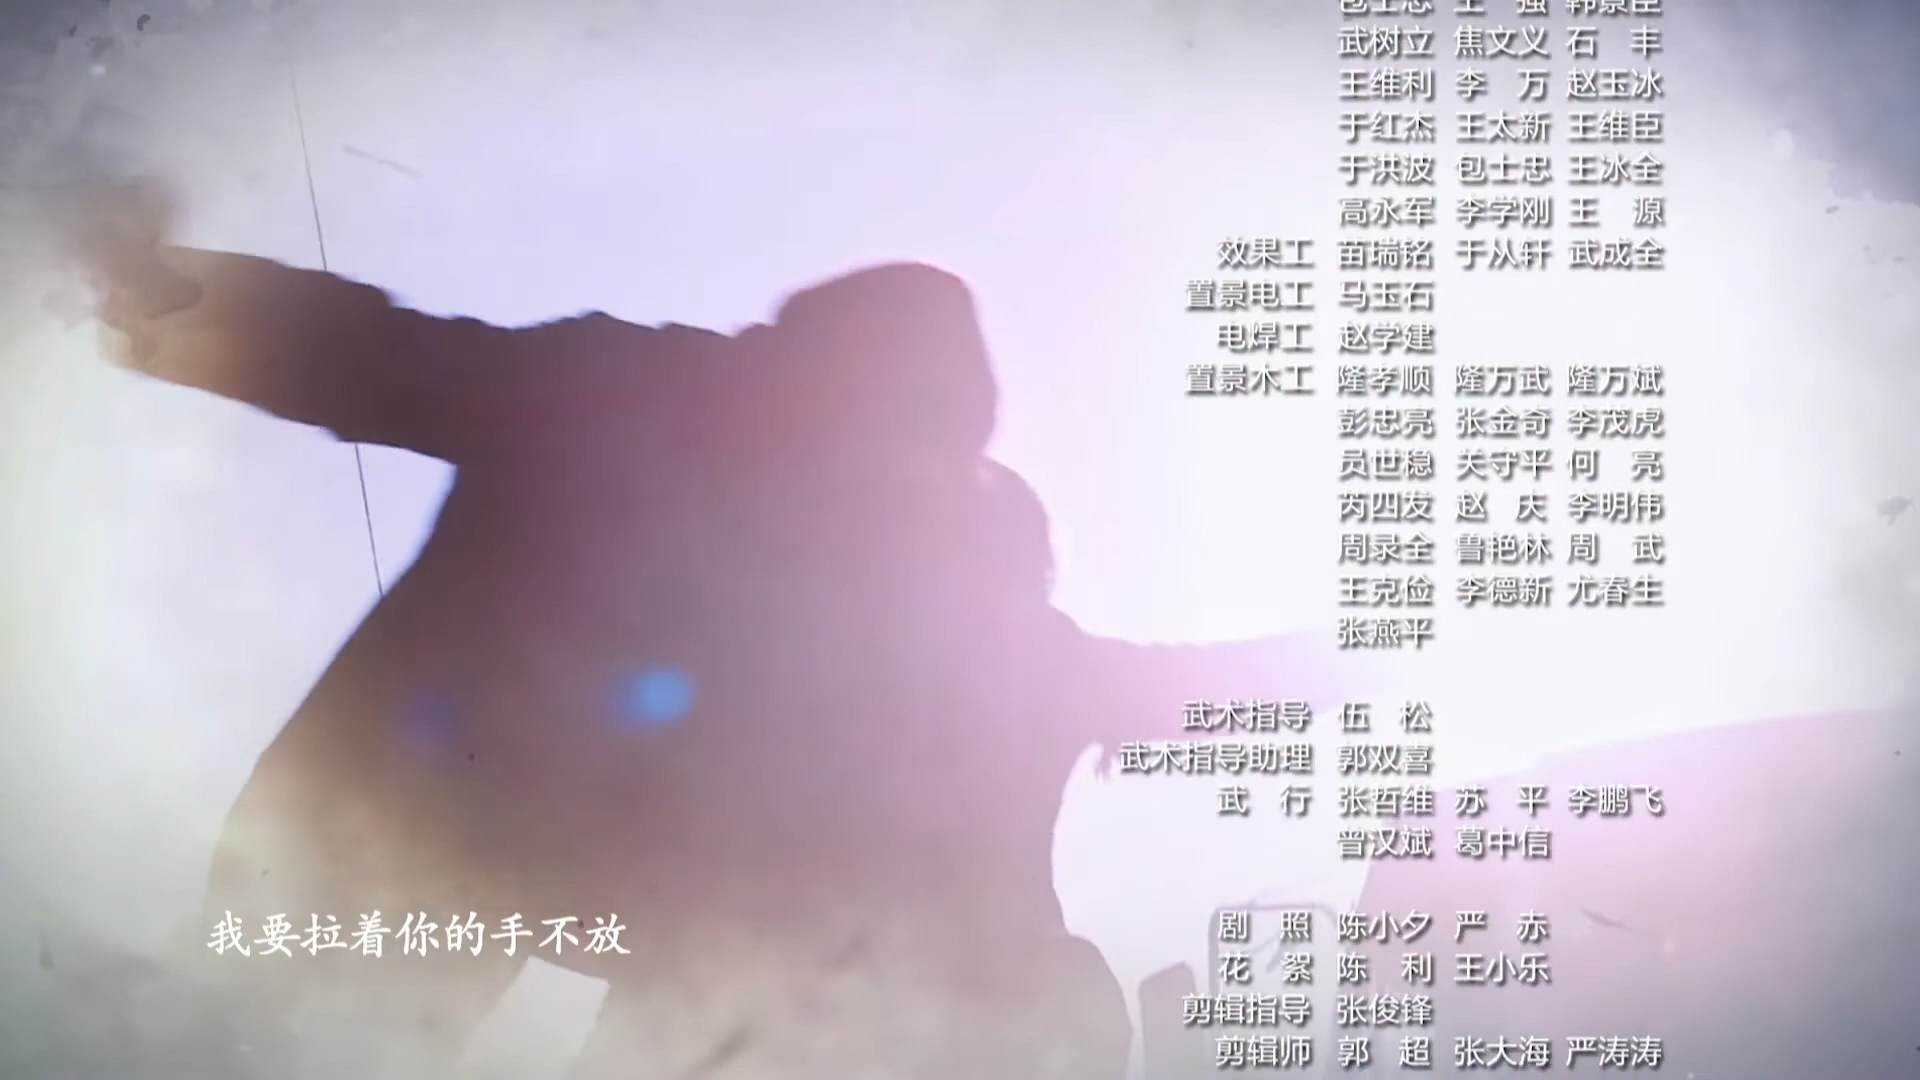 武树立 焦文义 石 丰
王维利 李 万 赵玉冰
于红杰 王太新 王维臣
于洪波 包士忠 王冰全
高永军 李学刚 王 源
效果工 苗瑞铭 于从轩 武成全
置景电工 马玉石
电焊工 赵学建
置景木工 隆孝顺 隆万武 隆万斌
彭忠亮 张金奇 李茂虎
员世稳 关守平 何 亮
芮四发 赵 庆 李明伟
周录全 鲁艳林 周 武
王克俭 李德新 尤春生
张燕平
武术指导 伍 松
武术指导助理 郭双喜
武 行 张哲维 苏 平 李鹏飞
曾汉斌 葛中信
剧 照 陈小夕 严 赤
花 絮 陈 利 王小乐
剪辑指导 张俊锋
剪辑师 郭 超 张大海 严涛涛
我要拉着你的手不放